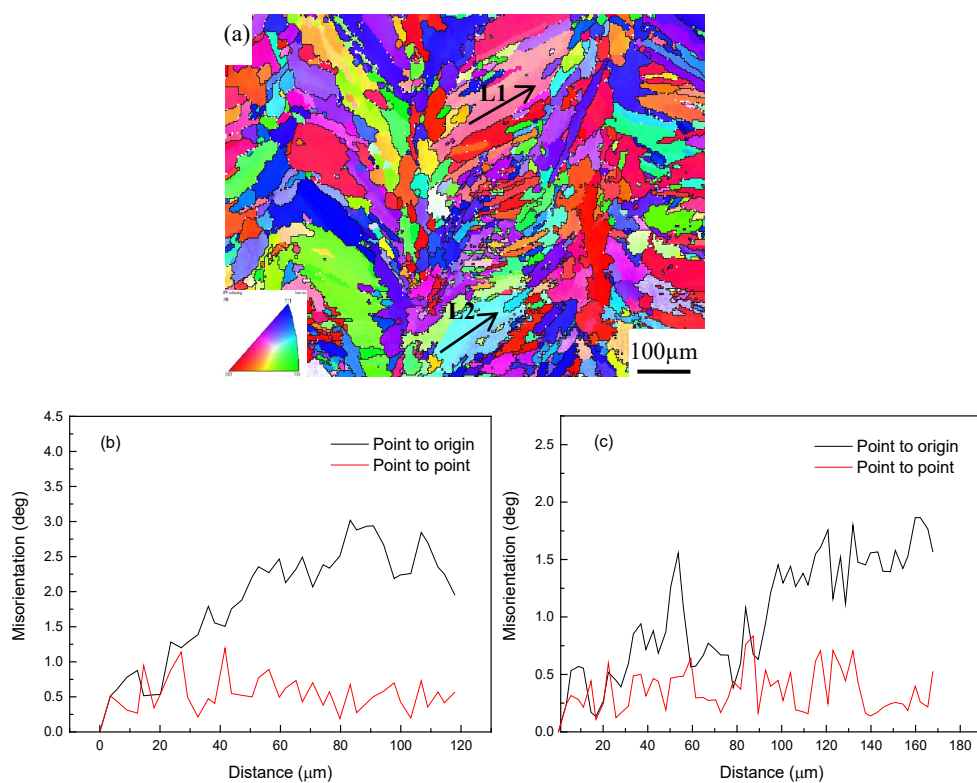 (a)
L1
L2
111
001
101
100μm
(b)
Point to origin
Point to point
Misorientation (deg)
4.5
4.0
3.5
3.0
2.5
2.0
1.5
1.0
0.5
0.0
0 20 40 60 80 100 120
Distance (μm)
(c)
Point to origin
Point to point
Misorientation (deg)
2.5
2.0
1.5
1.0
0.5
0.0
20 40 60 80 100 120 140 160 180
Distance (μm)